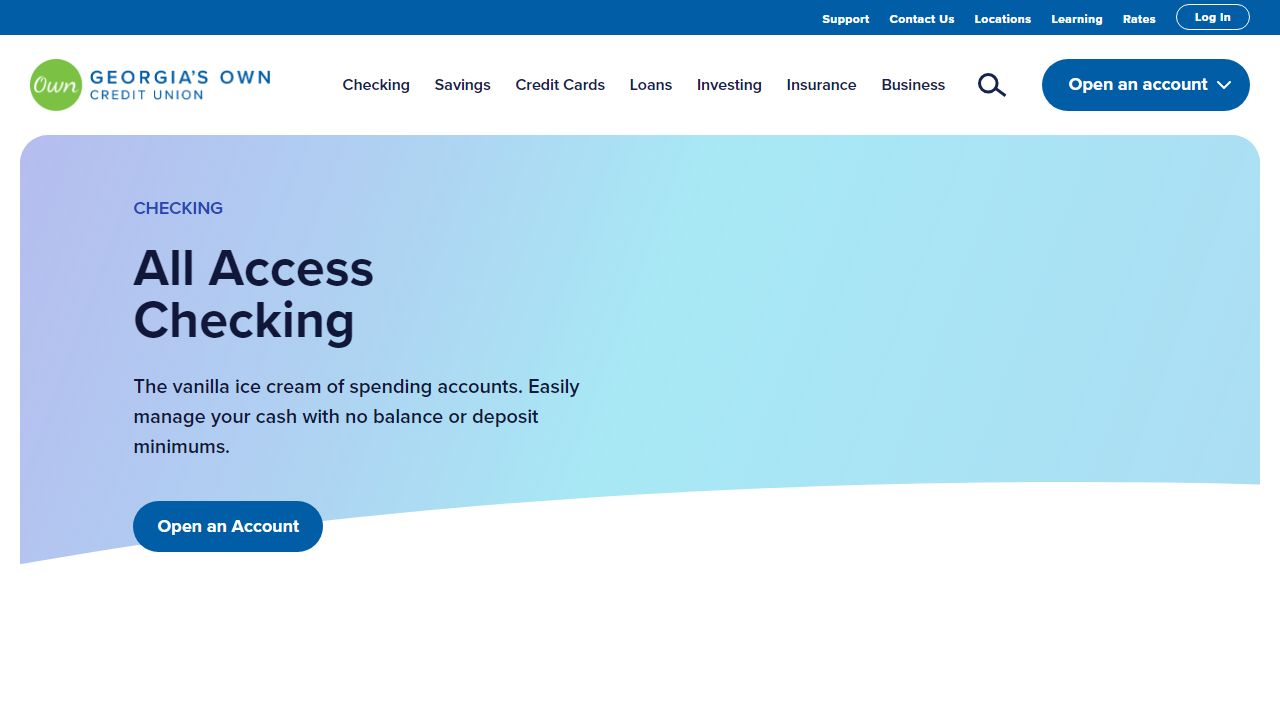 Support Contact Us Locations Learning Rates Log In
Own GEORGIA'S OWN
CREDIT UNION
Checking Savings Credit Cards Loans Investing Insurance Business Open an account
CHECKING
All Access
Checking
The vanilla ice cream of spending accounts. Easily
manage your cash with no balance or deposit
minimums.
Open an Account